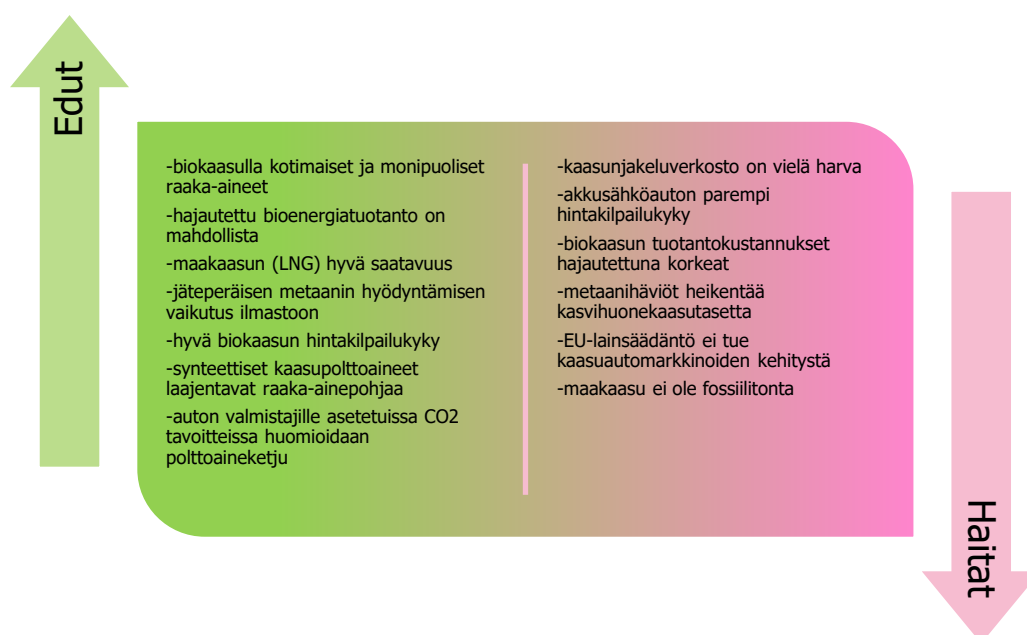 Edut
-biokaasulla kotimaiset ja monipuoliset
raaka-aineet
-hajautettu bioenergiatuotanto on
mahdollista
-maakaasun (LNG) hyvä saatavuus
-jäteperäisen metaanin hyödyntämisen
vaikutus ilmastoon
-hyvä biokaasun hintakilpailukyky
-synteettiset kaasupolttoaineet
laajentavat raaka-ainepohjaa
-auton valmistajille asetetuissa CO2
tavoitteissa huomioidaan
polttoaineketju
-kaasunjakeluverkosto on vielä harva
-akkusähköauton parempi
hintakilpailukyky
-biokaasun tuotantokustannukset
hajautettuna korkeat
-metaanihäviöt heikentää
kasvihuonekaasutasetta
-EU-lainsäädäntö ei tue
kaasuautomarkkinoiden kehitystä
-maakaasu ei ole fossiilitonta
Haitat